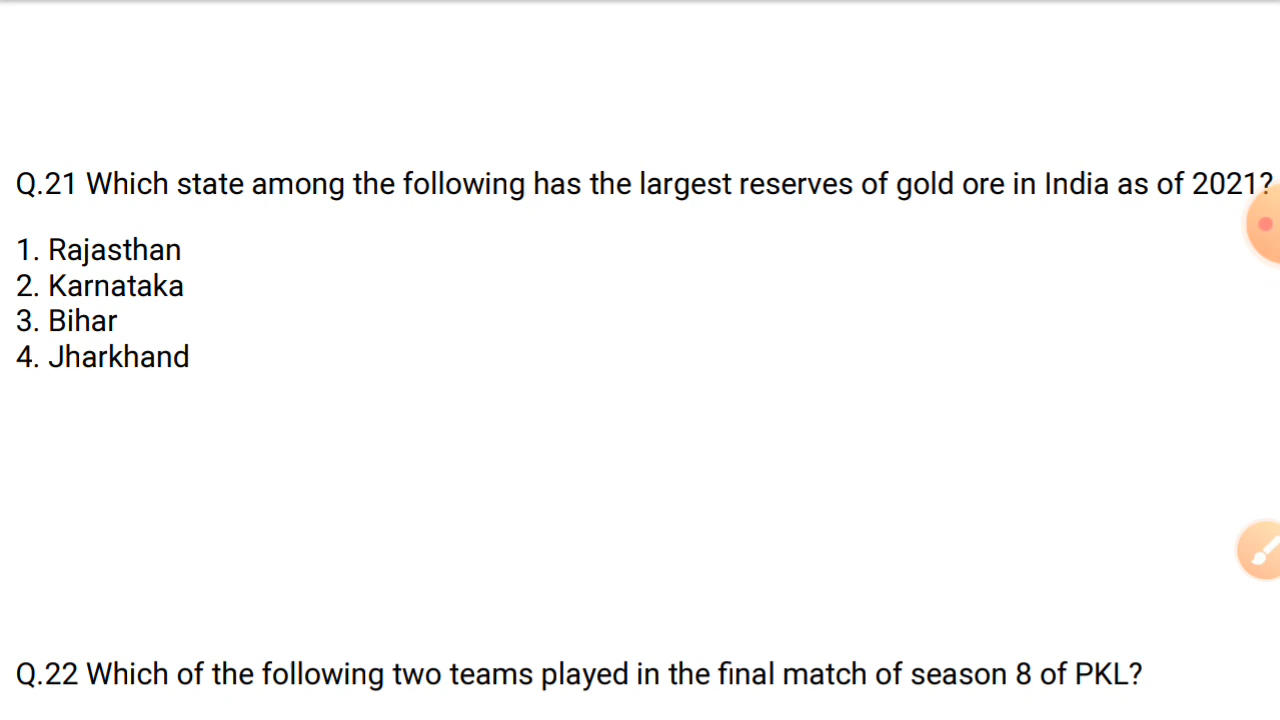 Q.21 Which state among the following has the largest reserves of gold ore in India as of 2021?
1. Rajasthan
2. Karnataka
3. Bihar
4. Jharkhand
Q.22 Which of the following two teams played in the final match of season 8 of PKL?